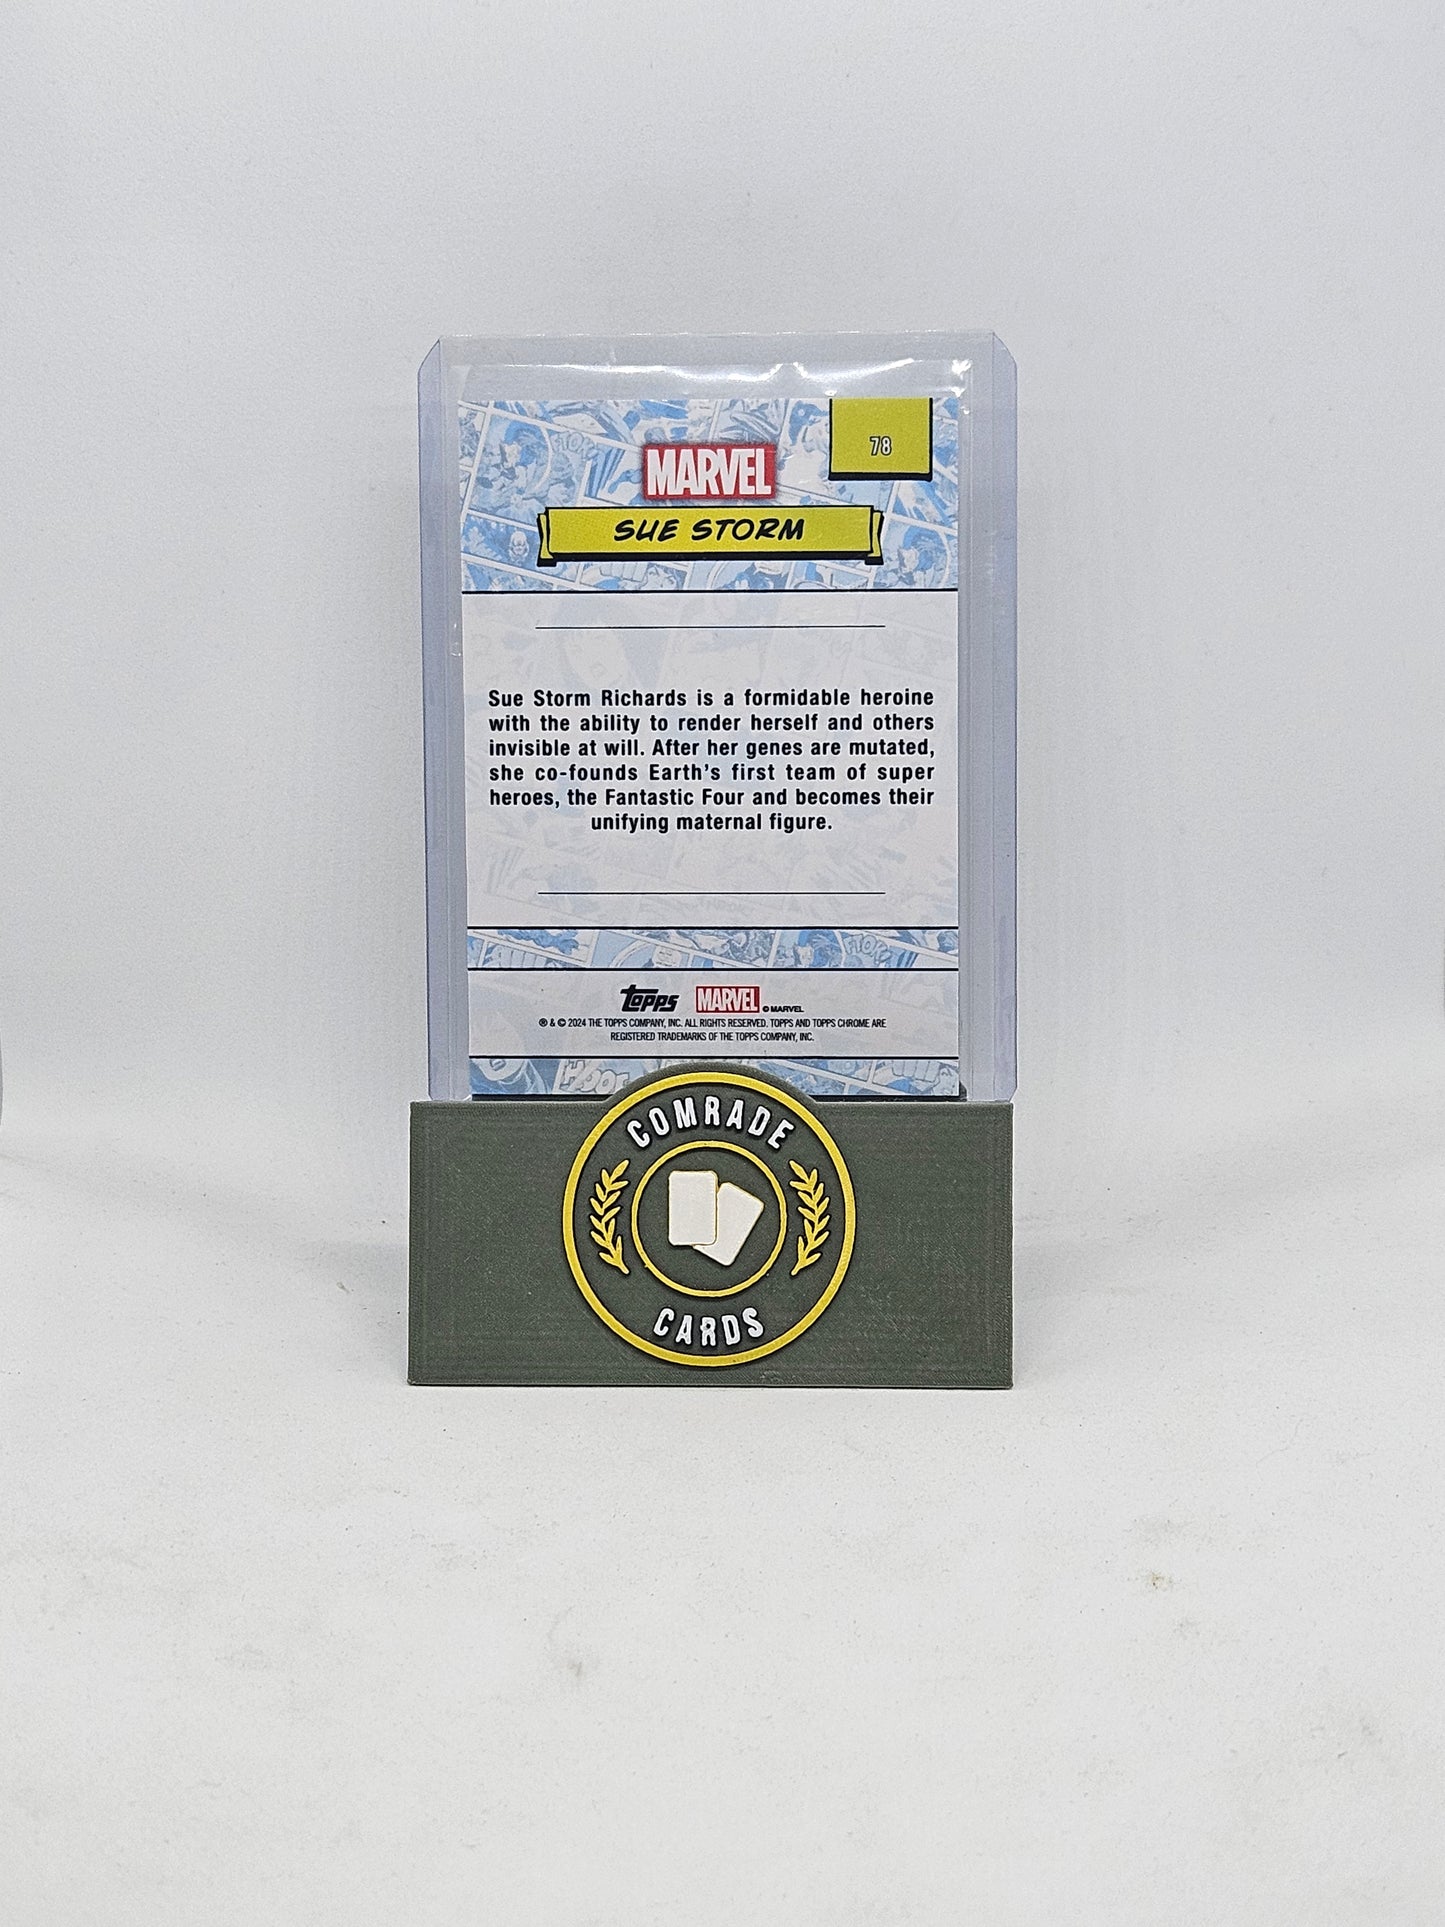 78
MARVEL
SUE STORM
Sue Storm Richards is a formidable heroine
with the ability to render herself and others
invisible at will. After her genes are mutated,
she co-founds Earth's first team of super
heroes, the Fantastic Four and becomes their
unifying maternal figure.
FTOK!
topps MARVEL © MARVEL
® & © 2024 THE TOPPS COMPANY, INC. ALL RIGHTS RESERVED. TOPPS AND TOPPS CHROME ARE
REGISTERED TRADEMARKS OF THE TOPPS COMPANY, INC.
COMRADE
CARDS